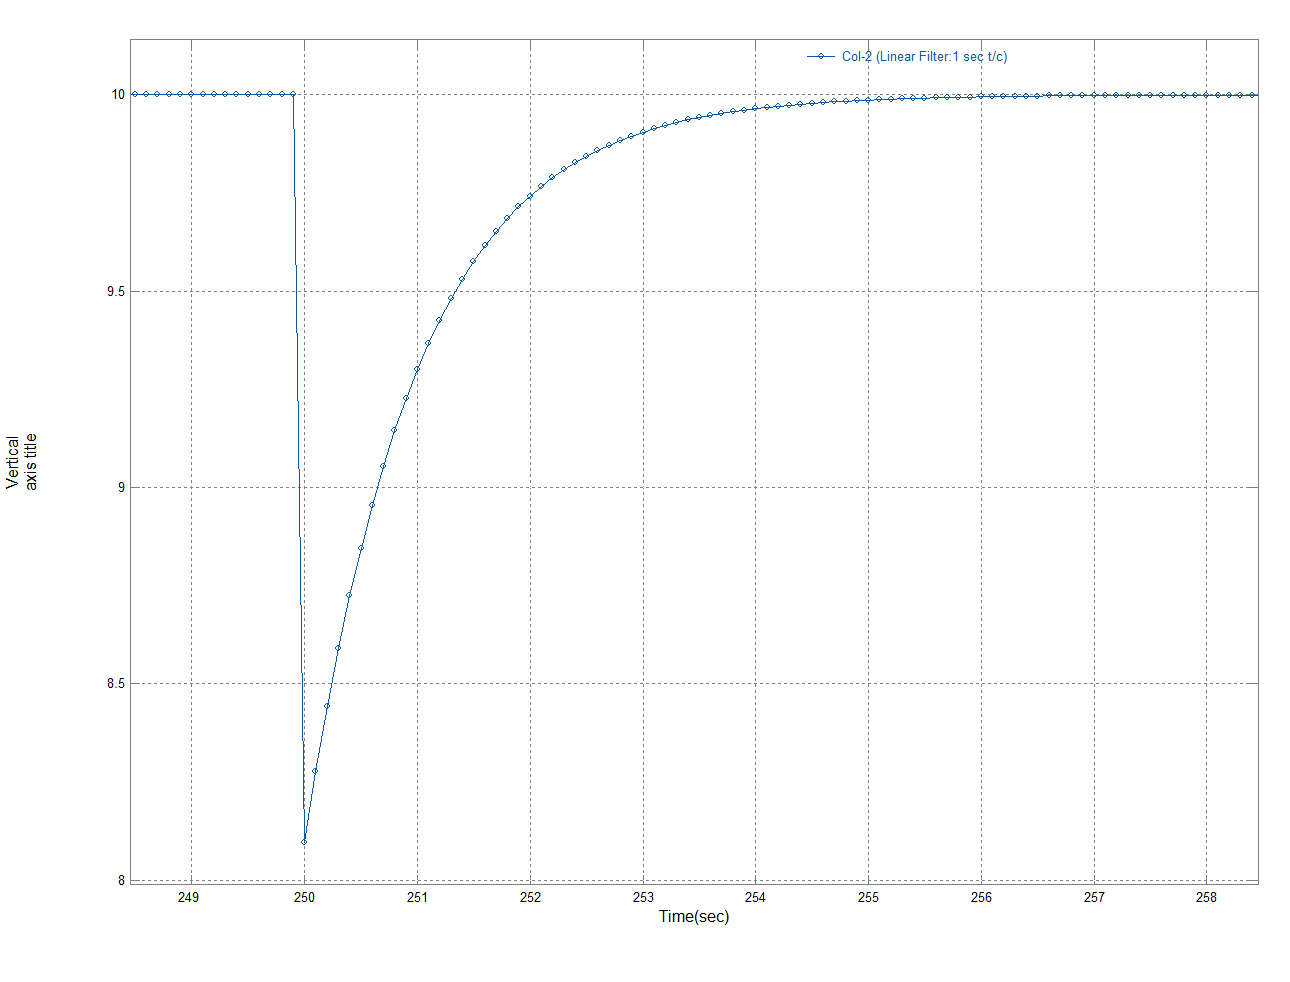 Col-2 (Linear Filter:1 sec t/c)
10
9.5
9
8.5
8
Vertical
axis title
249 250 251 252 253 254 255 256 257 258
Time(sec)